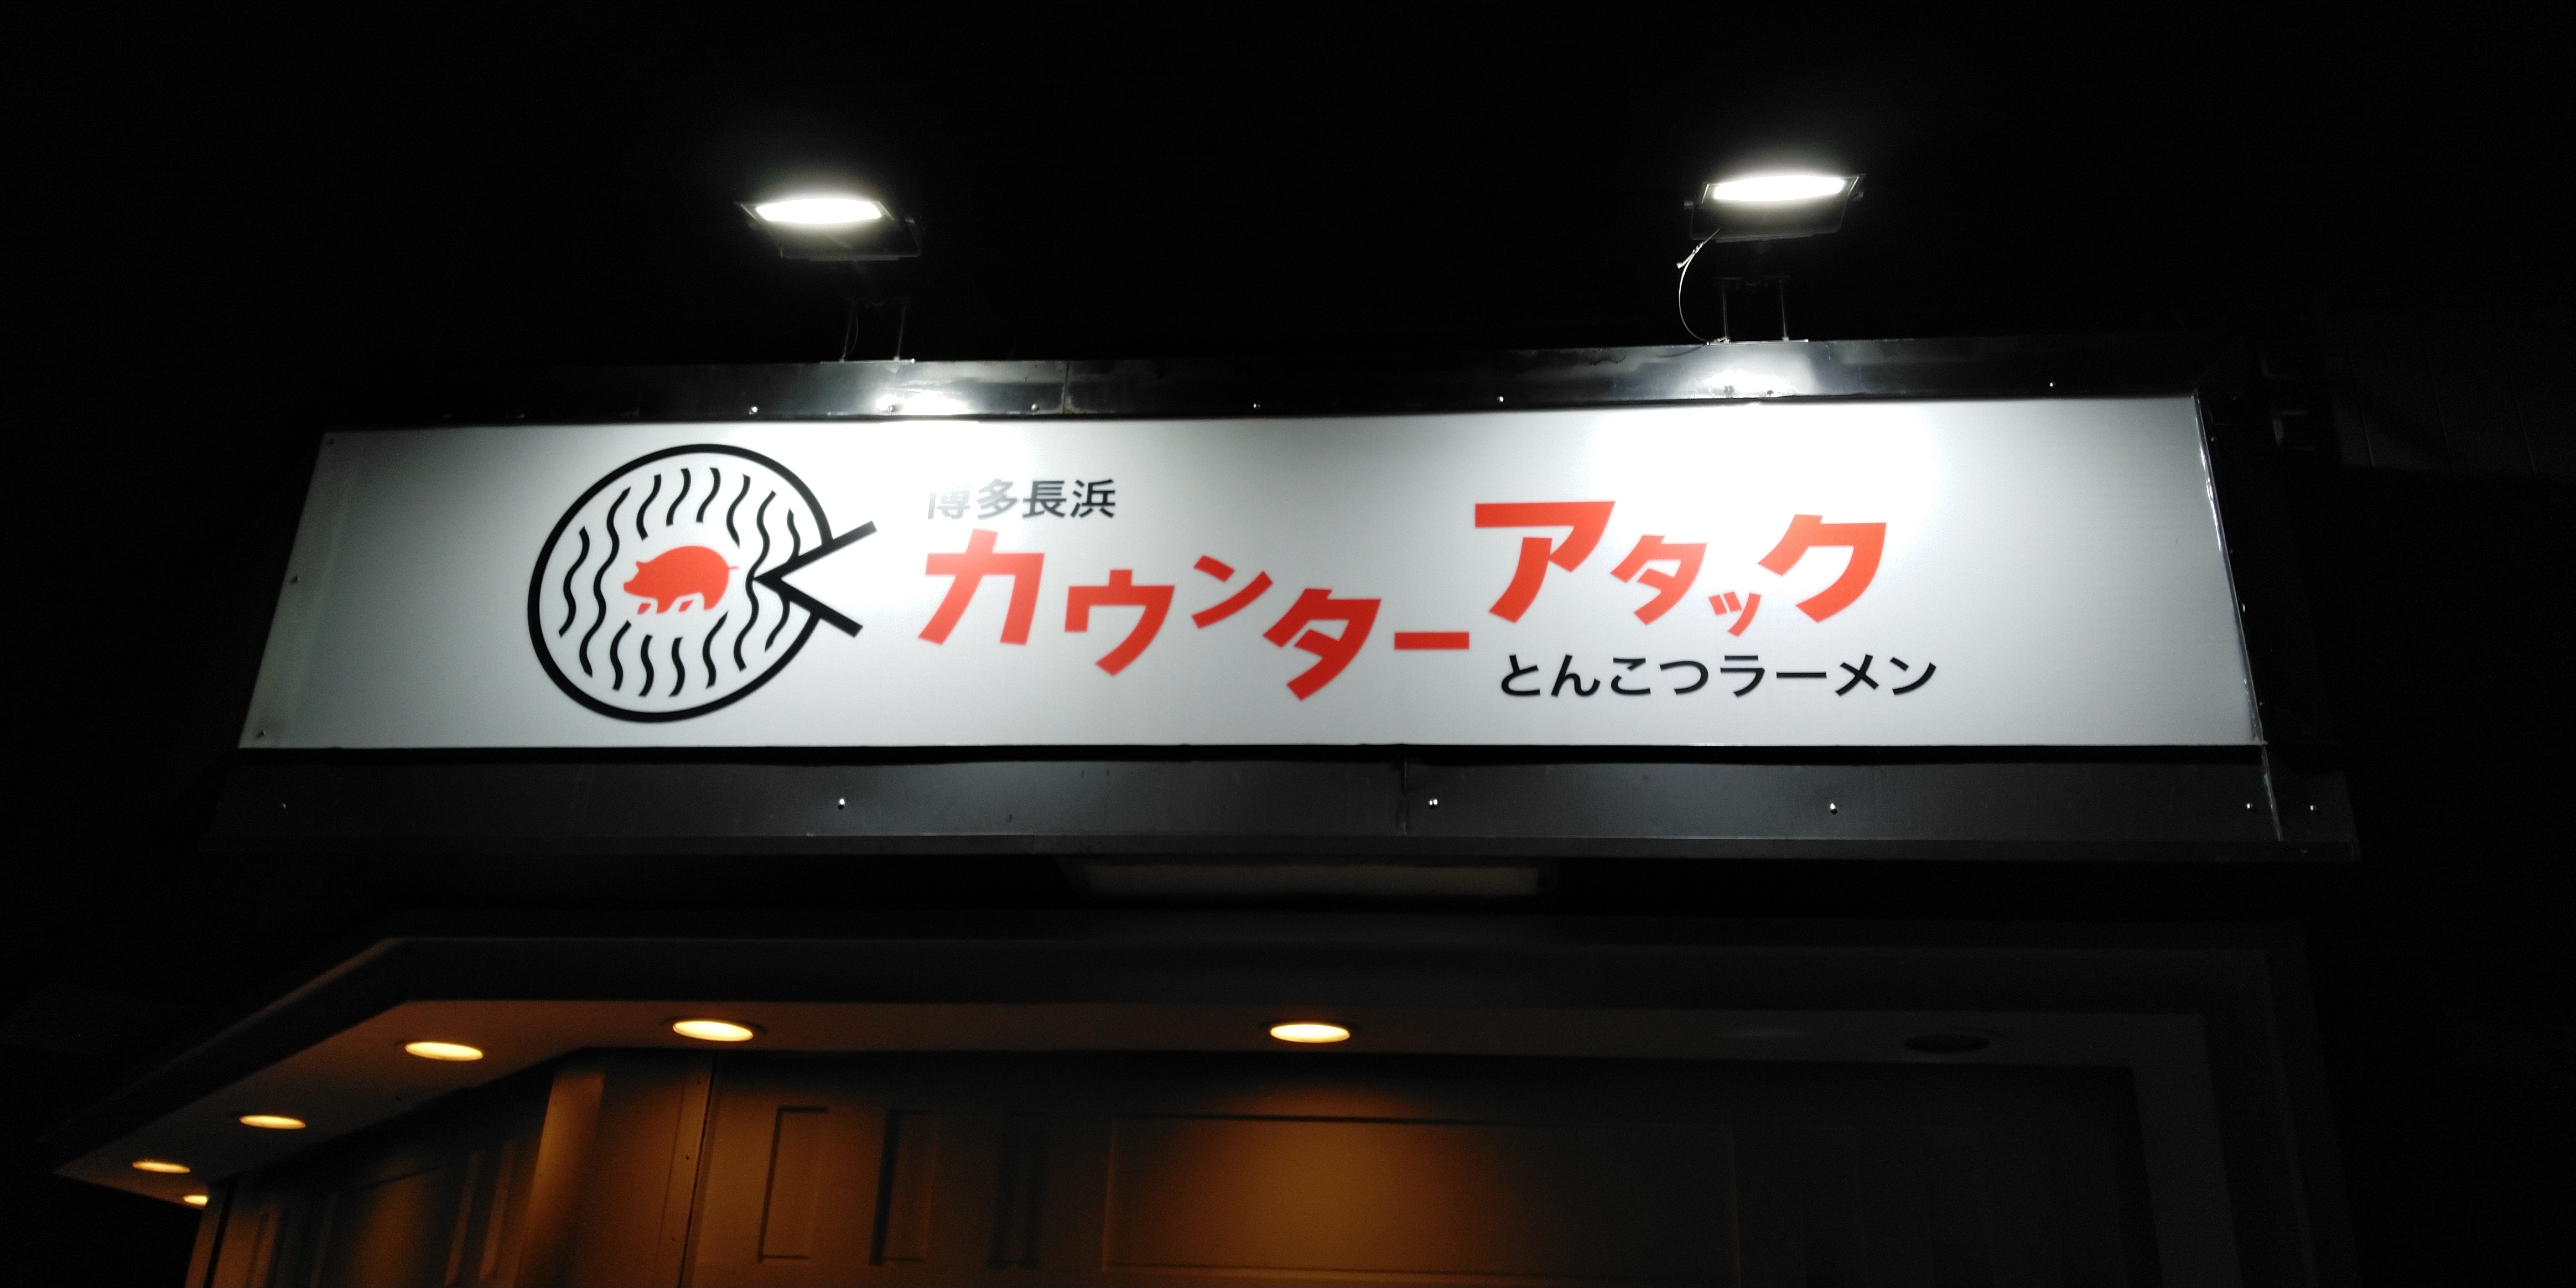 博多長浜
カウンターアタック
とんこつラーメン